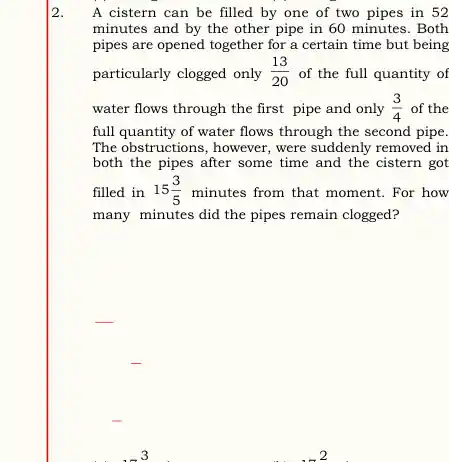 2. A cistern can be filled by one of two pipes in 52
minutes and by the other pipe in 60 minutes. Both
pipes are opened together for a certain time but being
particularly clogged only 13/20 of the full quantity of
water flows through the first pipe and only 3/4 of the
full quantity of water flows through the second pipe.
The obstructions, however, were suddenly removed in
both the pipes after some time and the cistern got
filled in 15 3/5 minutes from that moment. For how
many minutes did the pipes remain clogged?